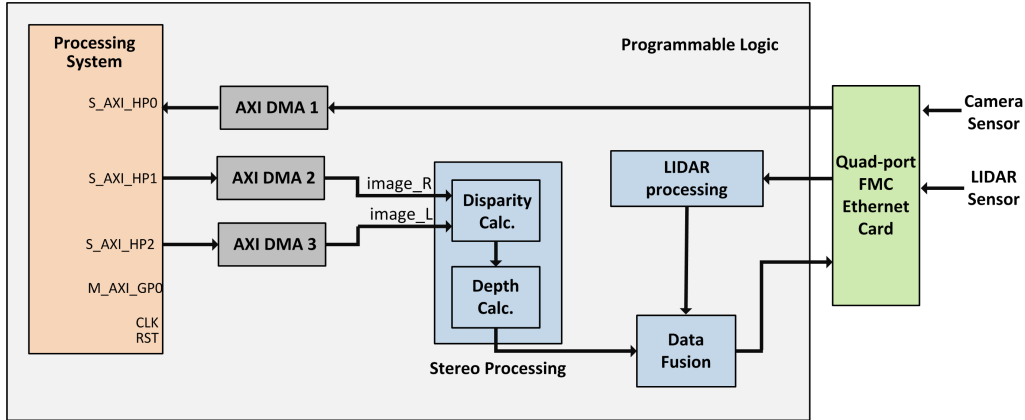 Processing
System
Programmable Logic
S_AXI_HP0
AXI DMA 1
Camera
Sensor
S_AXI_HP1
AXI DMA 2
image_R
image_L
Disparity
Calc.
LIDAR
processing
Quad-port
FMC
Ethernet
Card
LIDAR
Sensor
S_AXI_HP2
AXI DMA 3
M_AXI_GP0
Depth
Calc.
CLK
RST
Data
Fusion
Stereo Processing